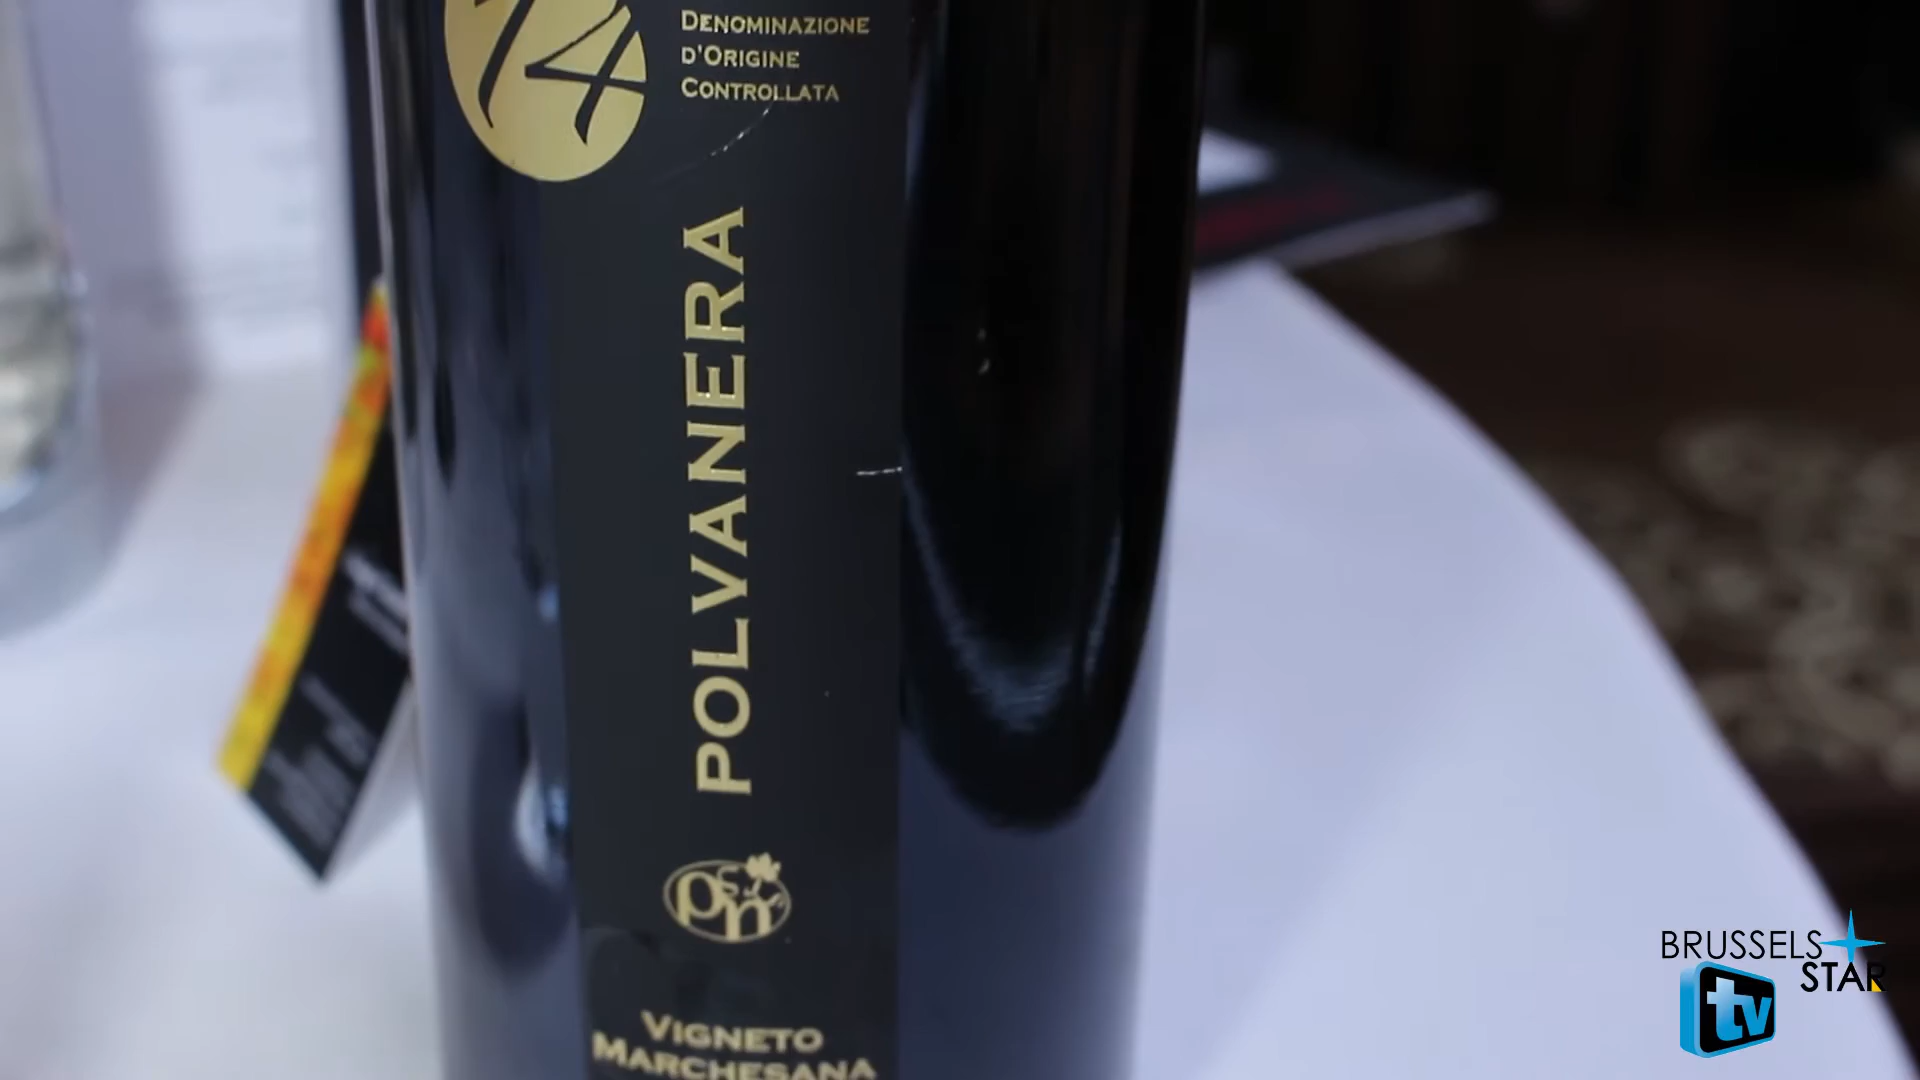 14
DENOMINAZIONE
D'ORIGINE
CONTROLLATA
POLVANERA
VIGNETO
MARCHESANA
BRUSSELS
STAR
tv